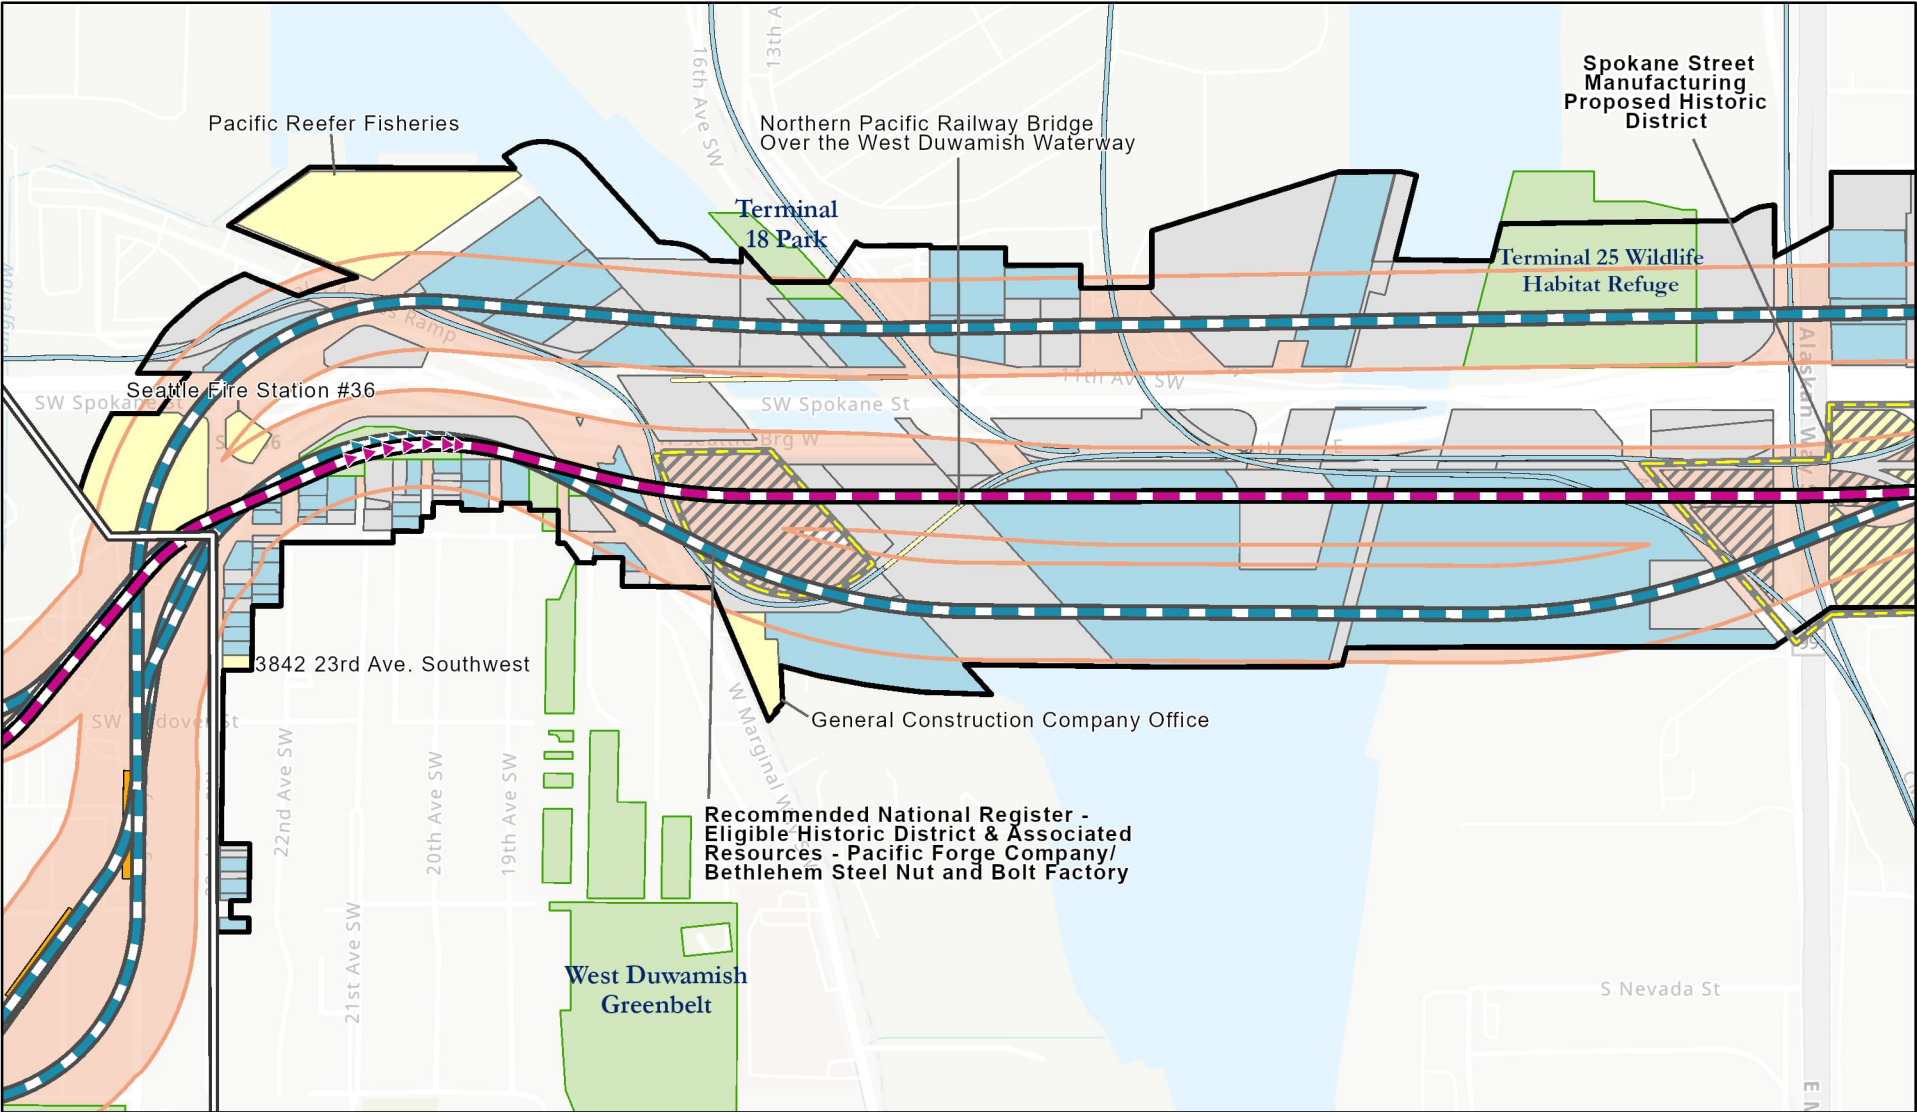 16th Ave SW
13th A
Spokane Street
Manufacturing
Proposed Historic
District
Pacific Reefer Fisheries
Northern Pacific Railway Bridge
Over the West Duwamish Waterway
Terminal
18 Park
Terminal 25 Wildlife
Habitat Refuge
Ramp
Seattle Fire Station #36
SW Spokane St
11th Ave SW
SW Spokane St
Brg W
Alaskan Way
3842 23rd Ave. Southwest
99
General Construction Company Office
W Marginal W
22nd Ave SW
20th Ave SW
19th Ave SW
Recommended National Register -
Eligible Historic District & Associated
Resources - Pacific Forge Company/
Bethlehem Steel Nut and Bolt Factory
21st Ave SW
West Duwamish
Greenbelt
S Nevada St